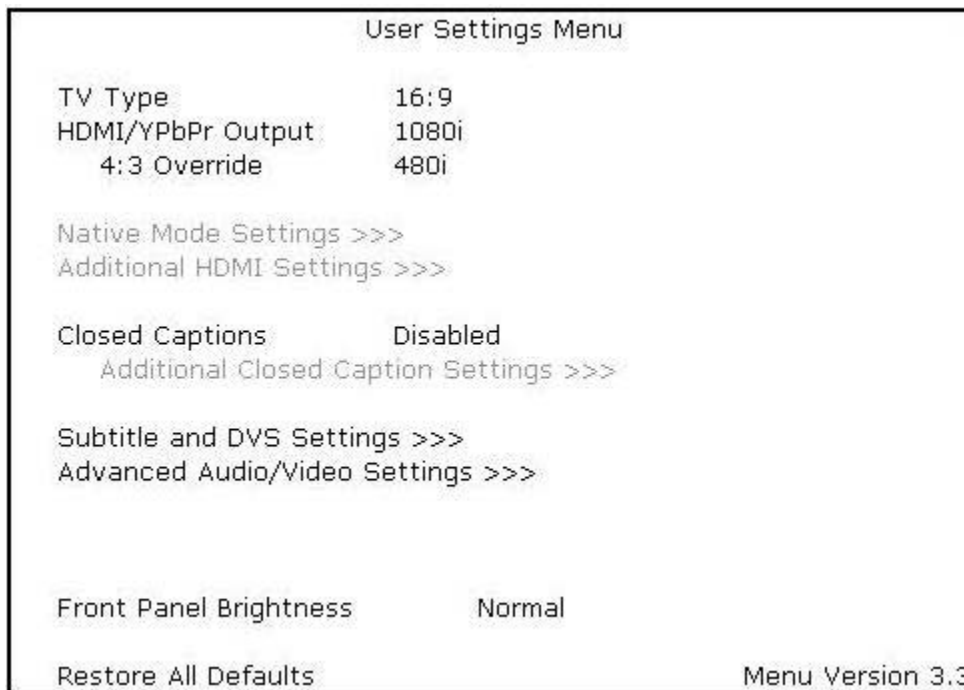 User Settings Menu
TV Type 16:9
HDMI/YPbPr Output 1080i
4:3 Override 480i
Native Mode Settings >>>
Additional HDMI Settings >>>
Closed Captions Disabled
Additional Closed Caption Settings >>>
Subtitle and DVS Settings >>>
Advanced Audio/Video Settings >>>
Front Panel Brightness Normal
Restore All Defaults Menu Version 3.3